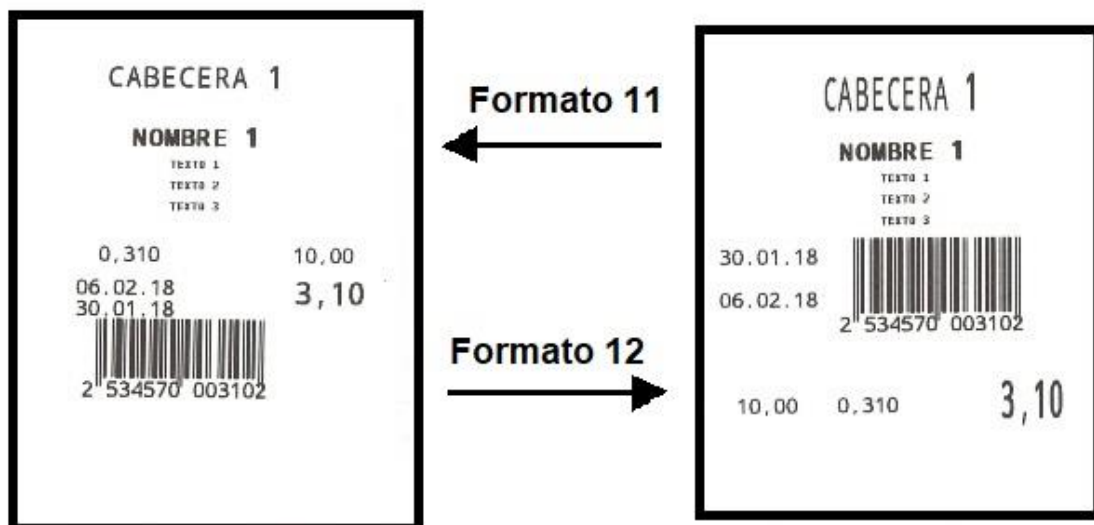 CABECERA 1
NOMBRE 1
TEXTO 1
TEXTO 2
TEXTO 3
0,310 10,00
06.02.18 3,10
30.01.18
2 534570 003102
Formato 11
Formato 12
CABECERA 1
NOMBRE 1
TEXTO 1
TEXTO 2
TEXTO 3
30.01.18
06.02.18
2 534570 003102
10,00 0,310 3,10